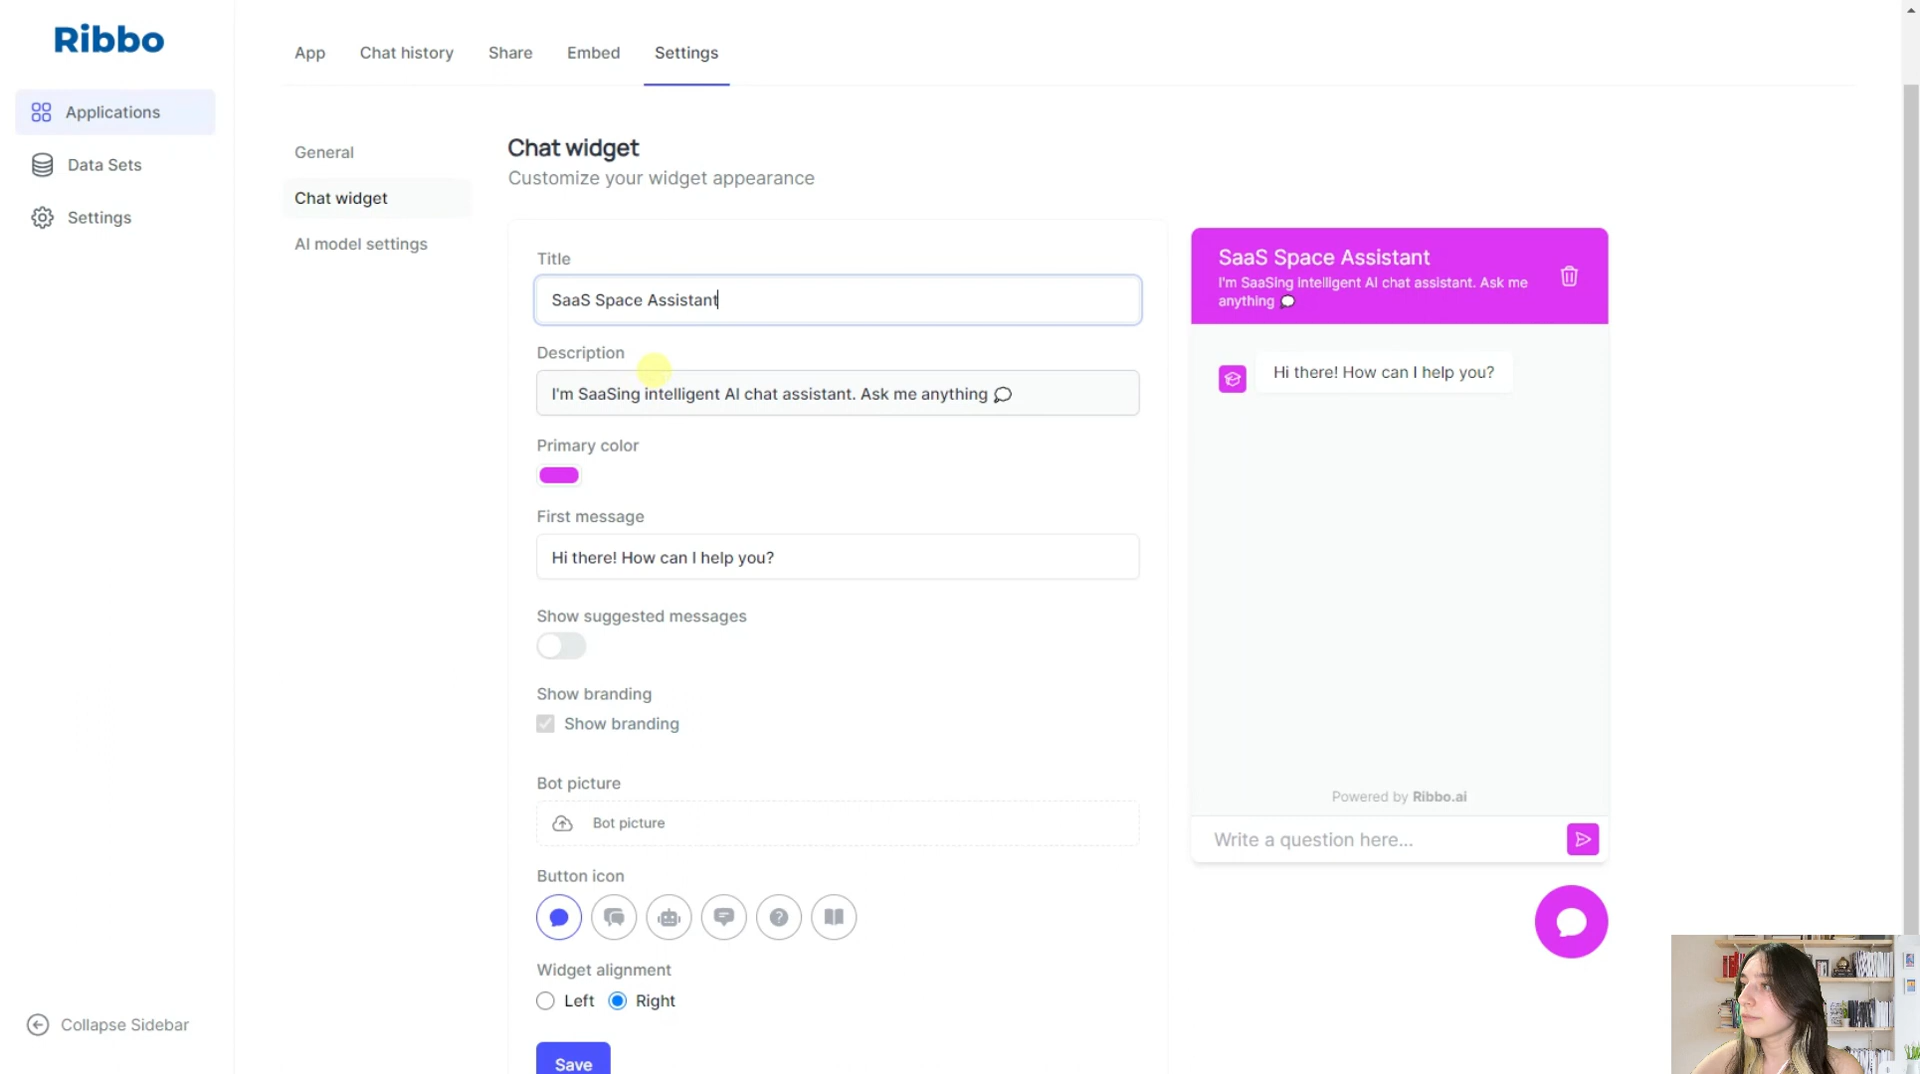 Ribbo
Applications
Data Sets
Settings
Collapse Sidebar
App
Chat history
Share
Embed
Settings
General
Chat widget
AI model settings
Chat widget
Customize your widget appearance
Title
SaaS Space Assistant
Description
I'm SaaSing intelligent AI chat assistant. Ask me anything 💭
Primary color
First message
Hi there! How can I help you?
Show suggested messages
Show branding
Show branding
Bot picture
Bot picture
Button icon
Widget alignment
Left
Right
Save
SaaS Space Assistant
I'm SaaSing intelligent AI chat assistant. Ask me
anything 💭
Hi there! How can I help you?
Powered by Ribbo.ai
Write a question here...